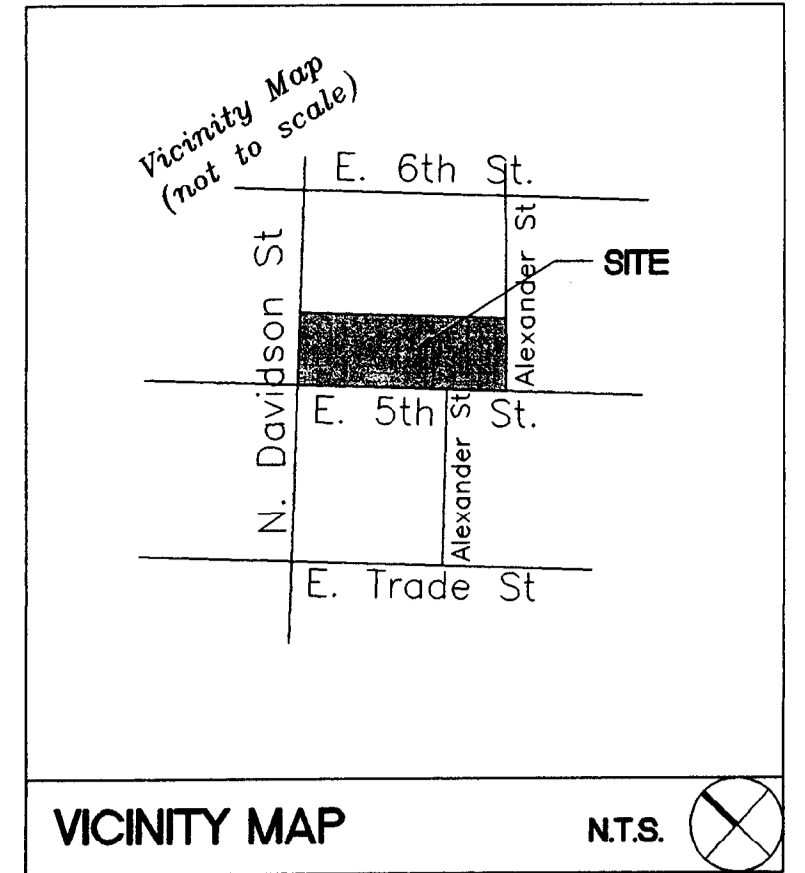 Vicinity Map
(not to scale)
E. 6th St.
N. Davidson St
Alexander St
SITE
E. 5th St.
Alexander St
E. Trade St
VICINITY MAP
N.T.S.